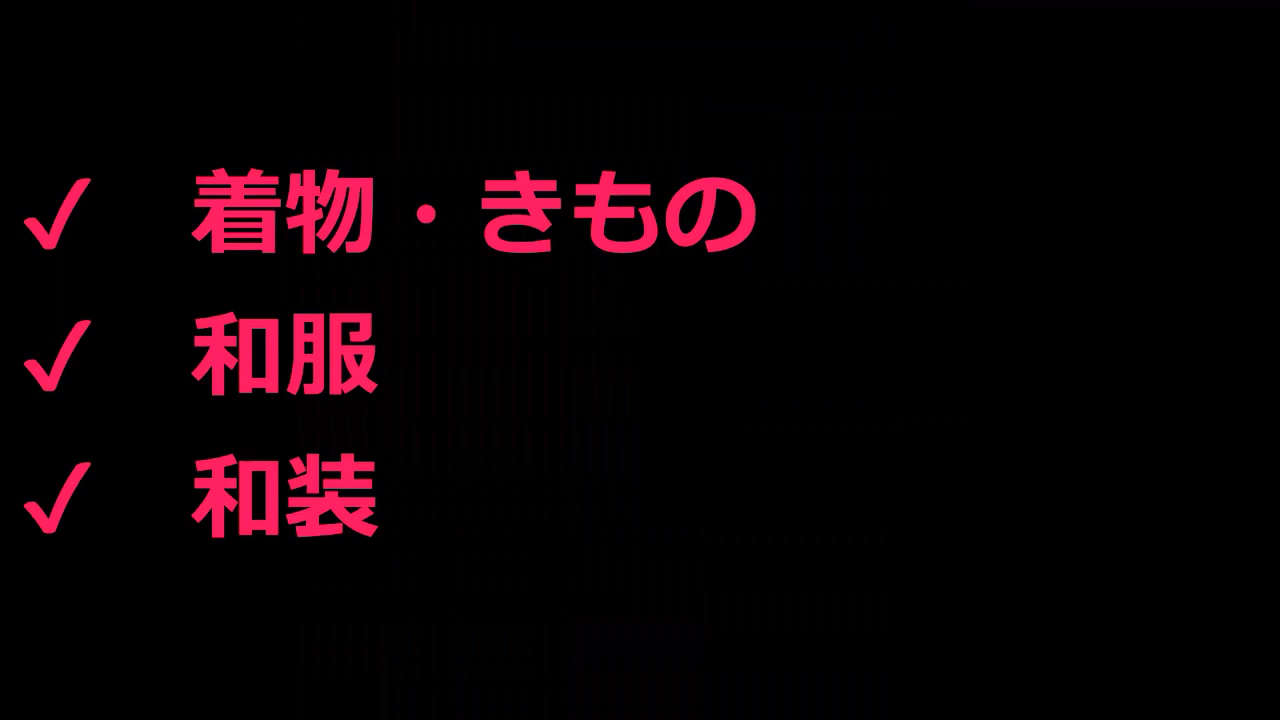 ✓ 着物・きもの
✓ 和服
✓ 和装